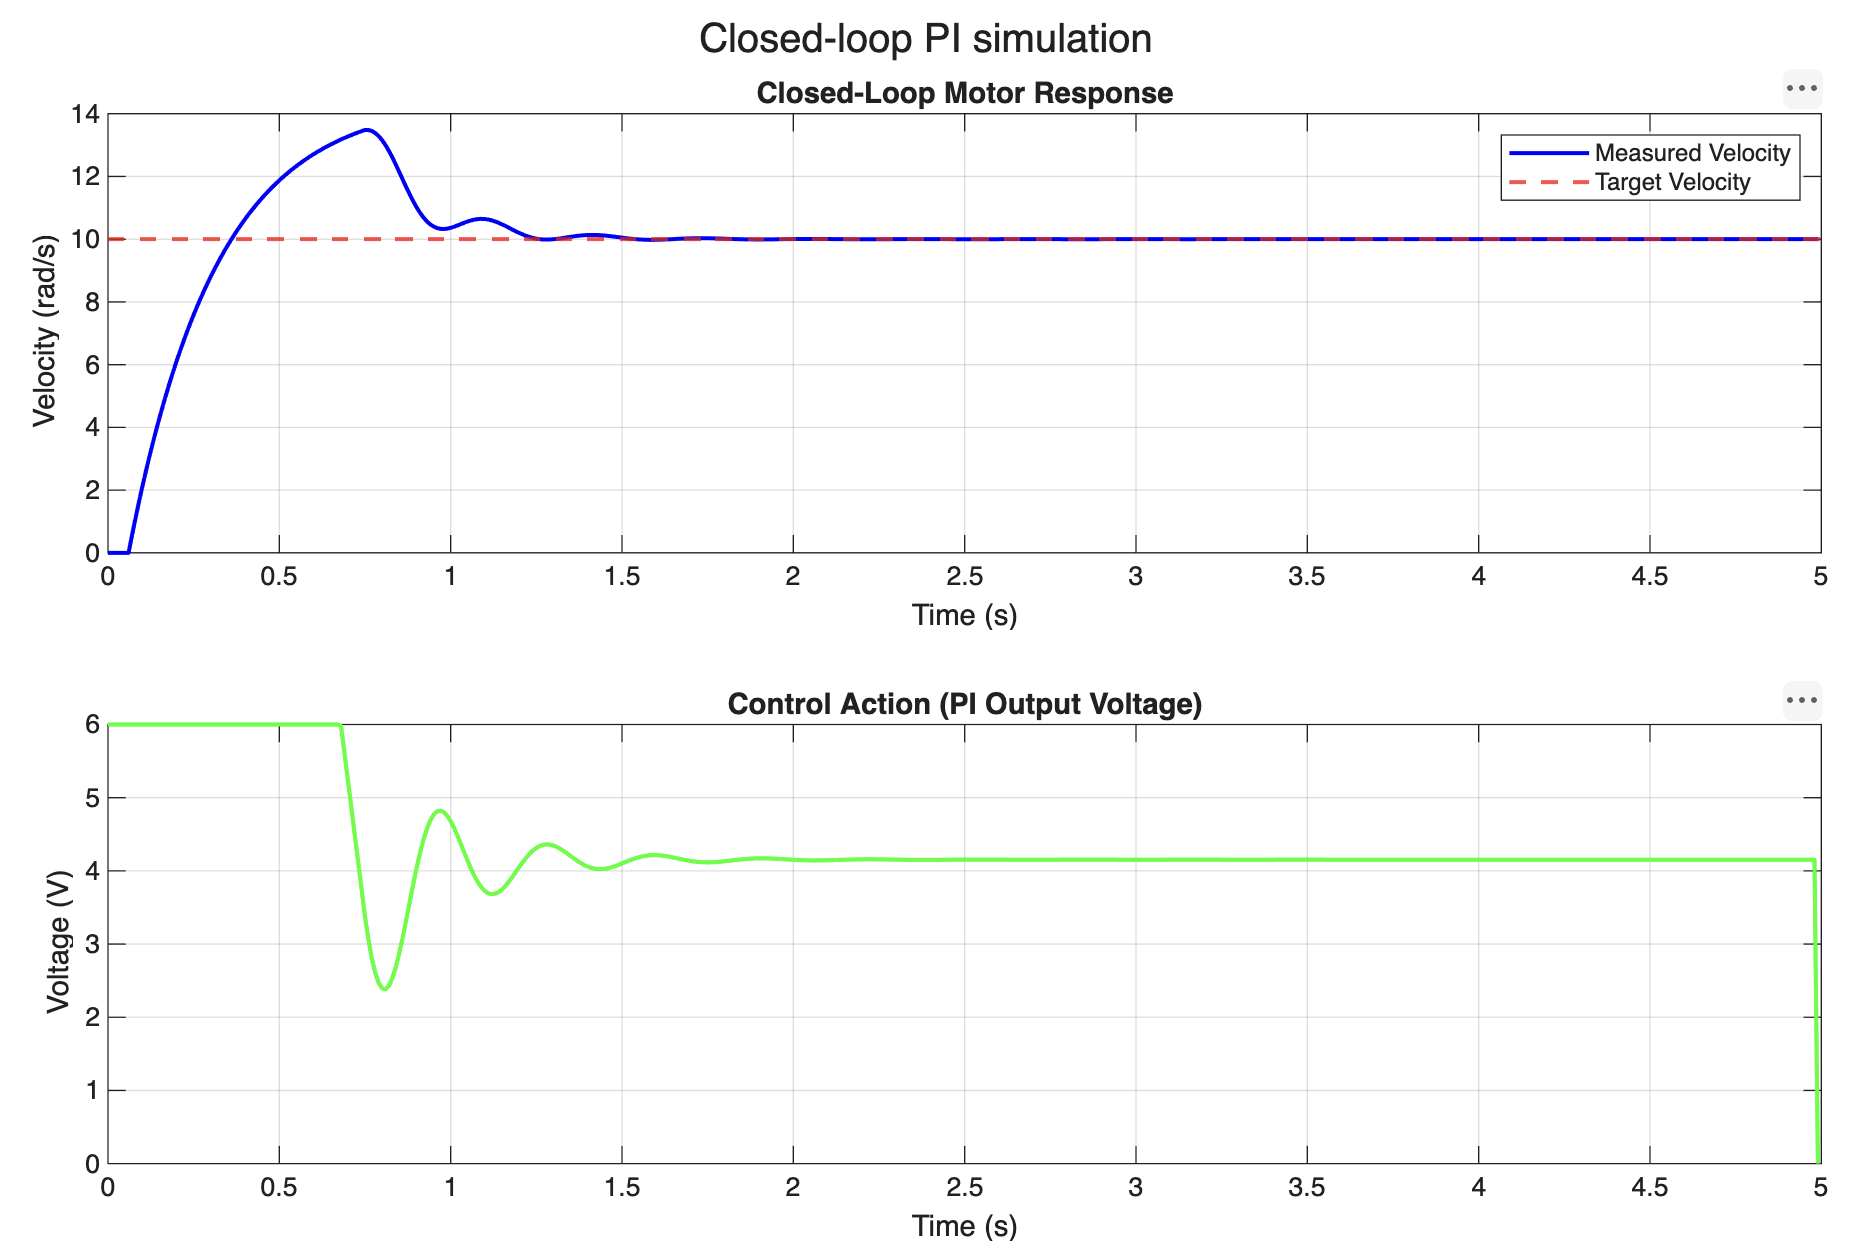 Closed-loop PI simulation
Closed-Loop Motor Response
14
12
10
8
6
4
2
0
Velocity (rad/s)
Measured Velocity
Target Velocity
0 0.5 1 1.5 2 2.5 3 3.5 4 4.5 5
Time (s)
Control Action (PI Output Voltage)
6
5
4
3
2
1
0
Voltage (V)
0 0.5 1 1.5 2 2.5 3 3.5 4 4.5 5
Time (s)